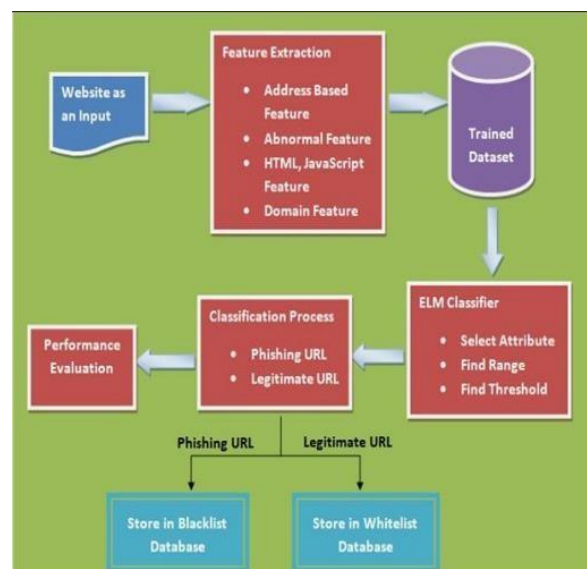 Website as
an Input
Feature Extraction
• Address Based
Feature
• Abnormal Feature
• HTML, JavaScript
Feature
• Domain Feature
Trained
Dataset
ELM Classifier
• Select Attribute
• Find Range
• Find Threshold
Classification Process
• Phishing URL
• Legitimate URL
Performance
Evaluation
Phishing URL
Legitimate URL
Store in Blacklist
Database
Store in Whitelist
Database